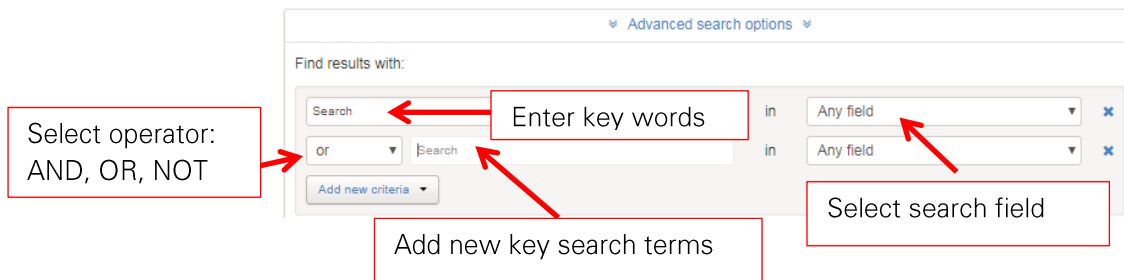 Advanced search options
Find results with:
Search
Enter key words
in
Any field
Select operator:
AND, OR, NOT
or
Search
in
Any field
Add new criteria
Select search field
Add new key search terms